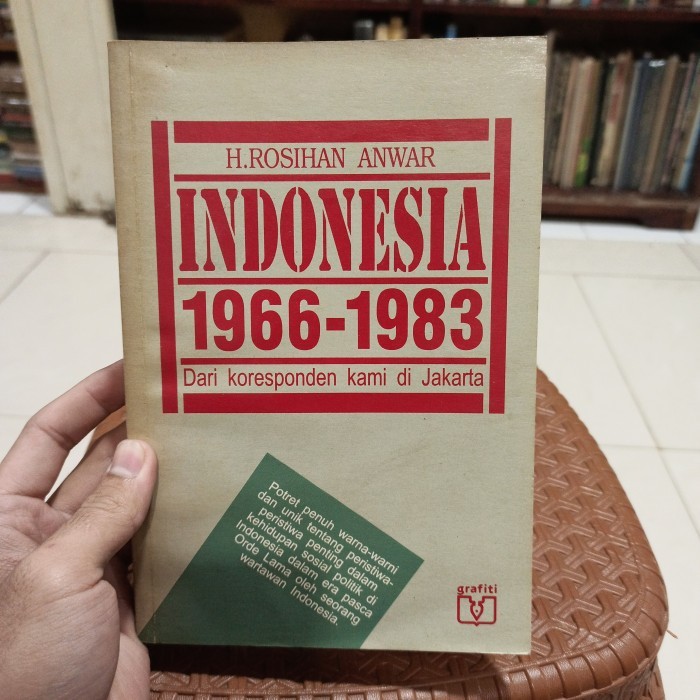 H.ROSIHAN ANWAR
INDONESIA
1966-1983
Dari koresponden kami di Jakarta
Potret penuh warna-warni
dan unik tentang peristiwa-
peristiwa penting dalam
kehidupan sosial politik di
Indonesia dalam era pasca
Orde Lama oleh seorang
wartawan Indonesia.
grafiti